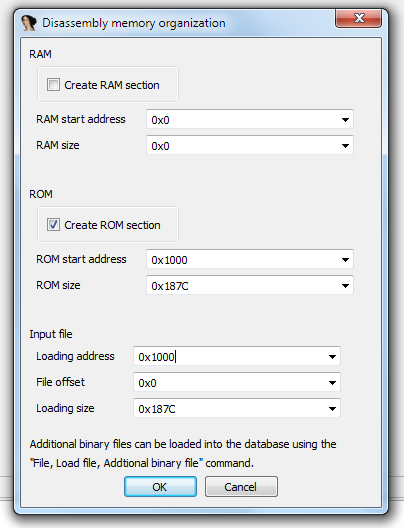 Disassembly memory organization
RAM
Create RAM section
RAM start address 0x0
RAM size 0x0
ROM
Create ROM section
ROM start address 0x1000
ROM size 0x187C
Input file
Loading address 0x1000
File offset 0x0
Loading size 0x187C
Addtional binary files can be loaded into the database using the
"File, Load file, Addtional binary file" command.
OK Cancel